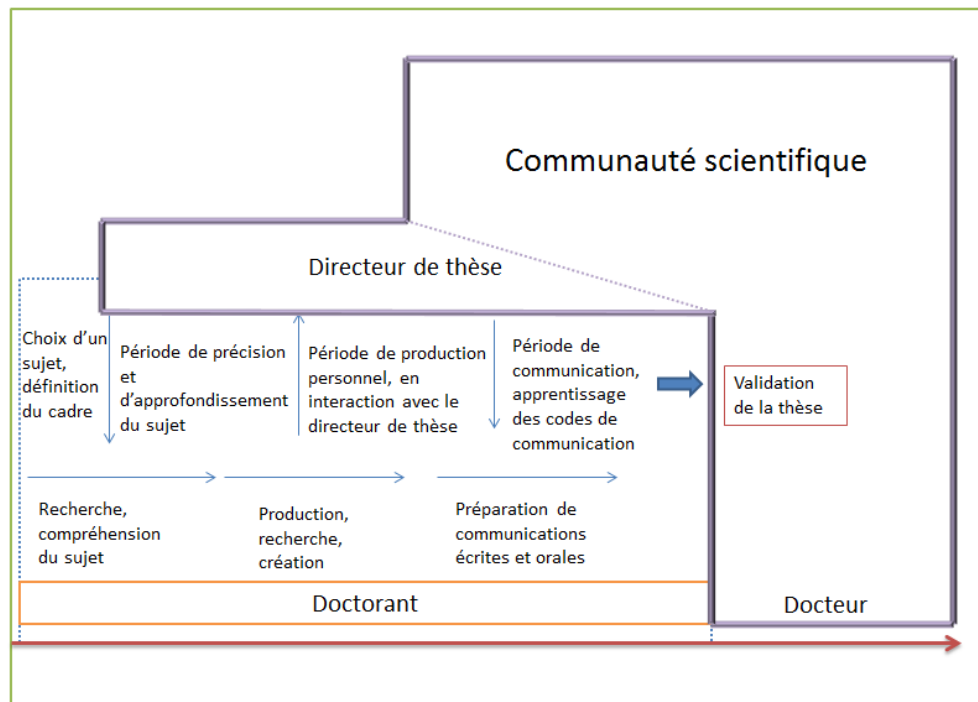 Communauté scientifique
Directeur de thèse
Choix d'un
sujet,
définition
du cadre
Période de précision
et
d'approfondissement
du sujet
Période de production
personnel, en
interaction avec le
directeur de thèse
Période de
communication,
apprentissage
des codes de
communication
Validation
de la thèse
Recherche,
compréhension
du sujet
Production,
recherche,
création
Préparation de
communications
écrites et orales
Doctorant
Docteur